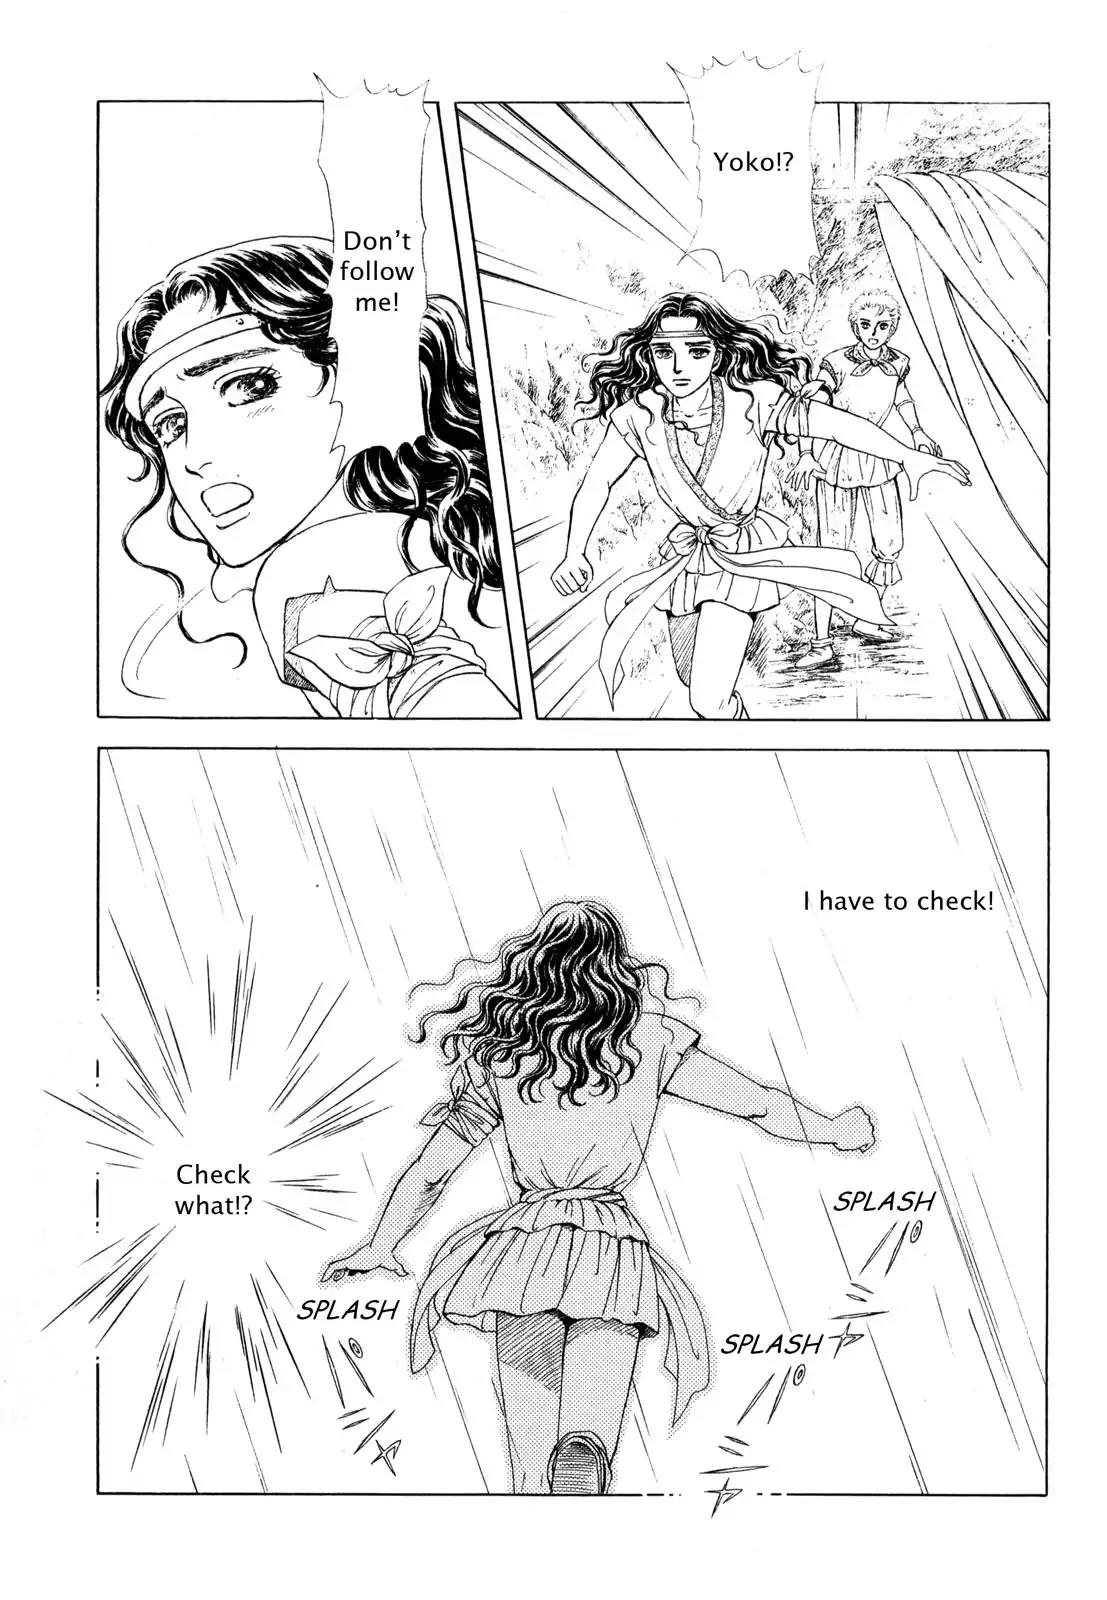 Yoko!?
Don't
follow
me!
I have to check!
Check
what!?
SPLASH
SPLASH
SPLASH